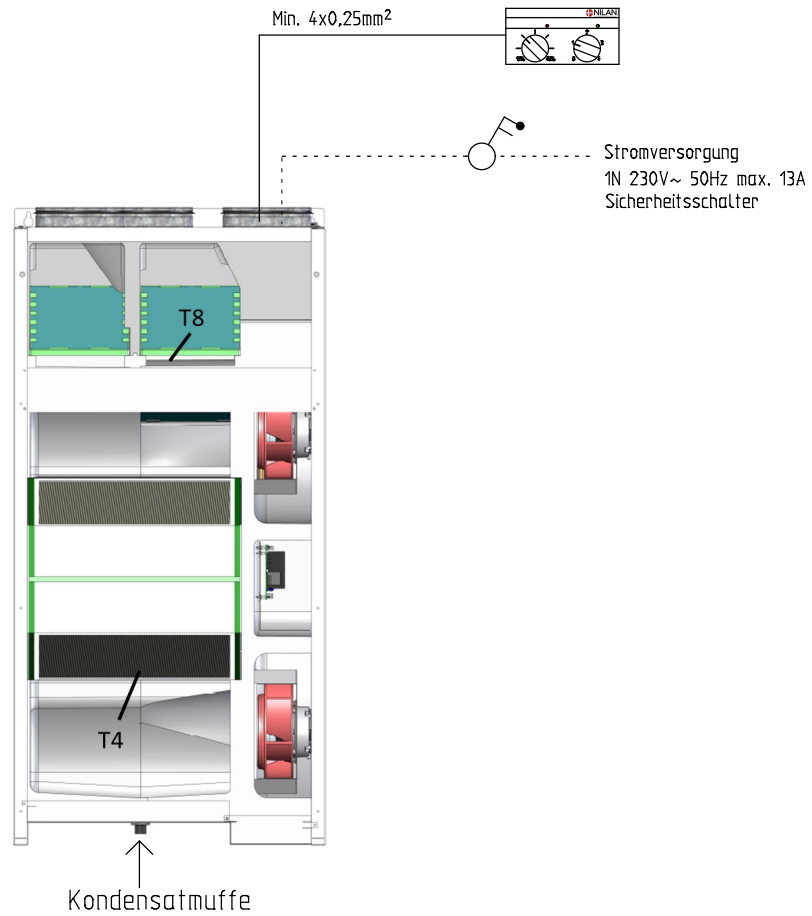 Min. 4x0,25mm²
NILAN
Stromversorgung
1N 230V~ 50Hz max. 13A
Sicherheitsschalter
T8
T4
Kondensatmuffe